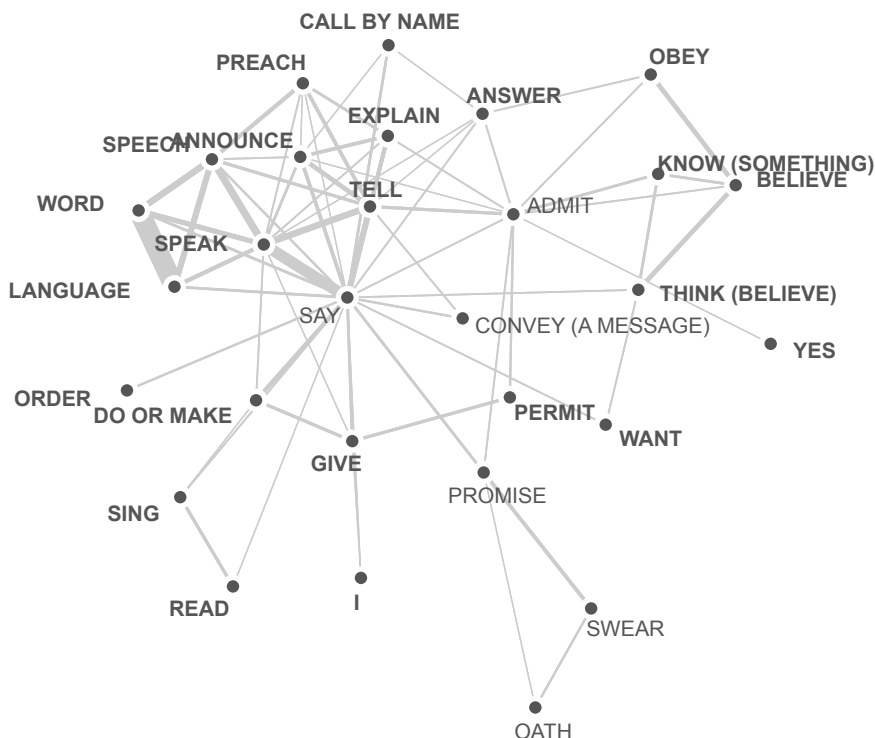 CALL BY NAME
OBEY
PREACH
ANSWER
EXPLAIN
SPEECH
ANNOUNCE
KNOW (SOMETHING)
BELIEVE
TELL
WORD
ADMIT
SPEAK
LANGUAGE
THINK (BELIEVE)
SAY
CONVEY (A MESSAGE)
YES
ORDER
DO OR MAKE
PERMIT
WANT
GIVE
PROMISE
SING
READ
I
SWEAR
OATH